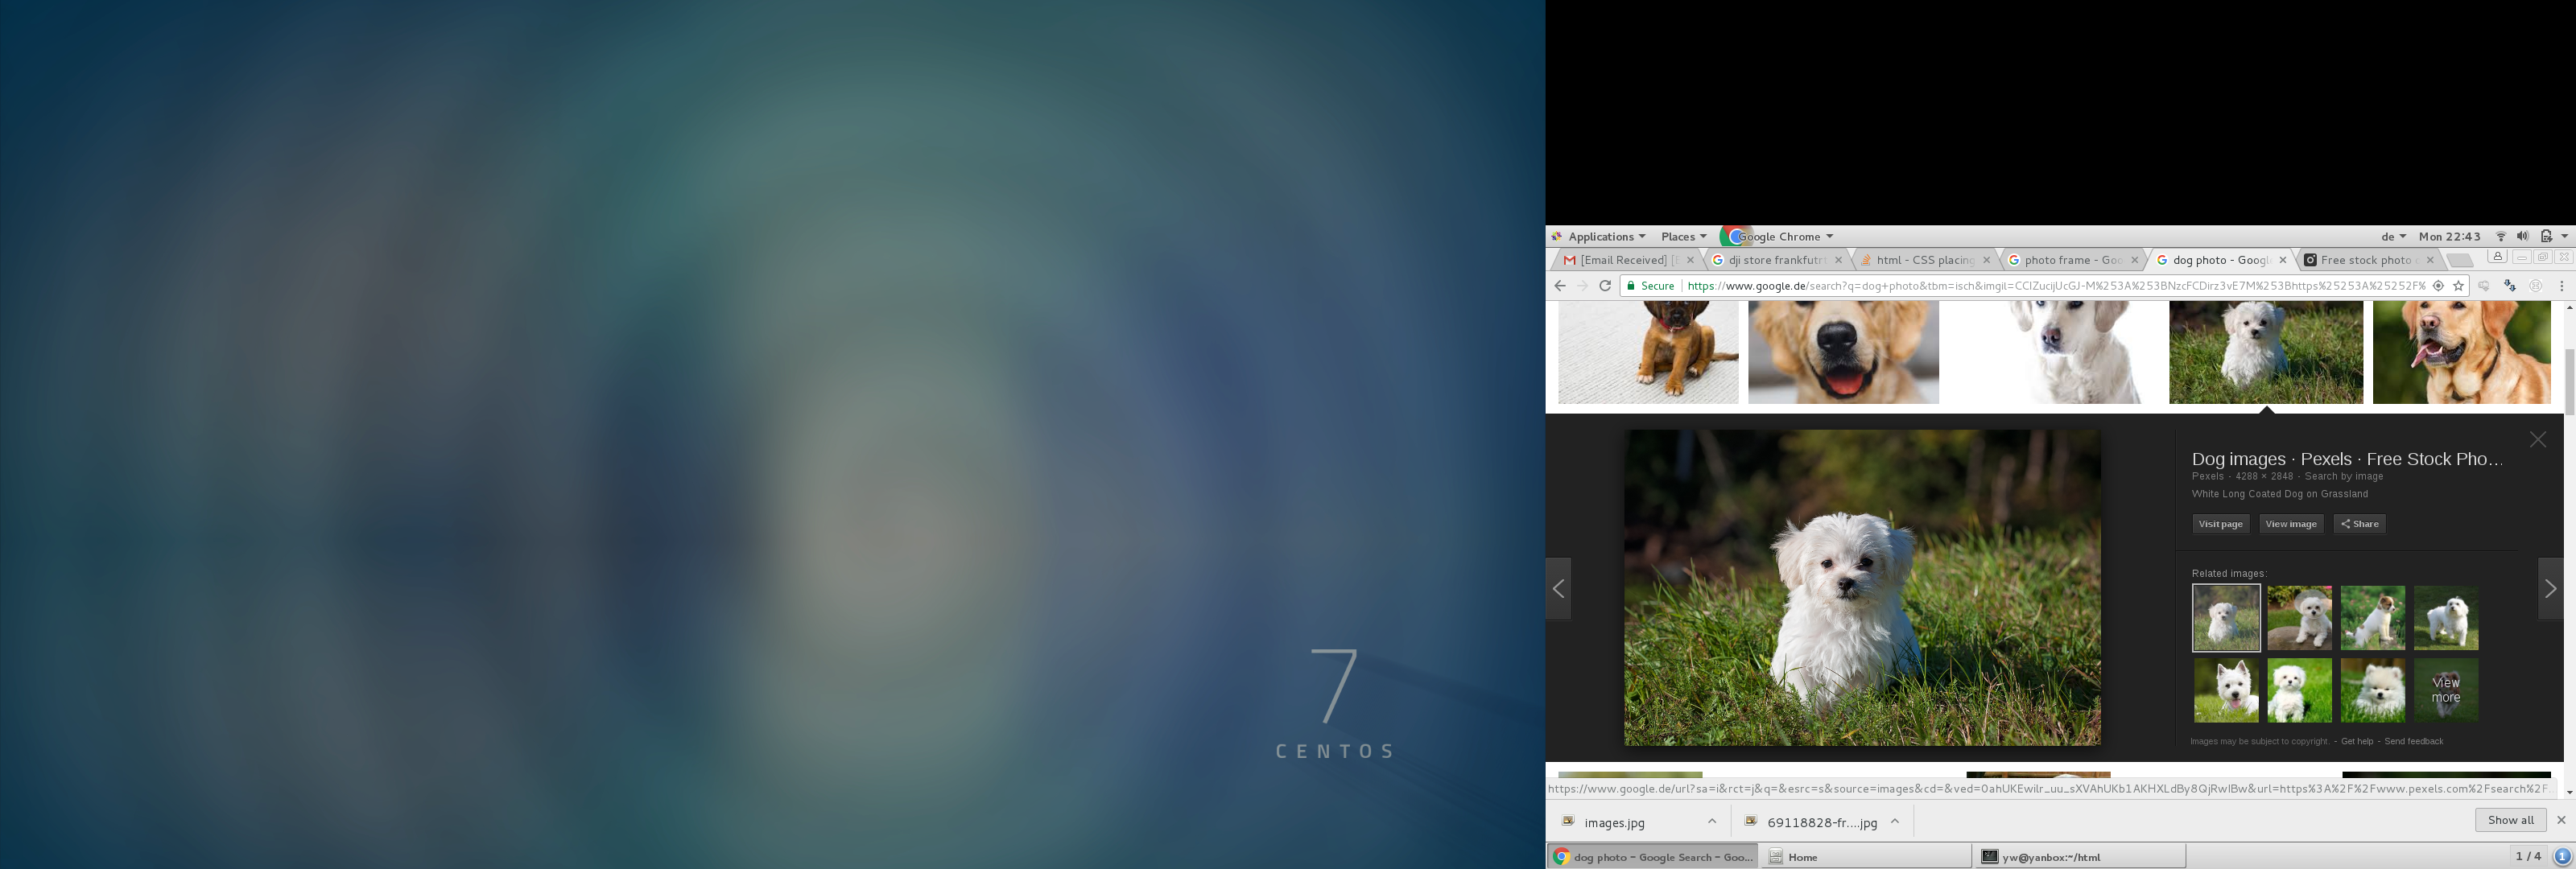 7
CENTOS
Applications Places Google Chrome de Mon 22:43
[Email Received] dji store frankfutr html - CSS placing photo frame - Goo dog photo - Google Free stock photo
Secure https://www.google.de/search?q=dog+photo&tbm=isch&imgil=CCIZucijUcGJ-M%253A%253BNzcFCDirz3vE7M%253Bhttps%25253A%25252F%
Dog images · Pexels · Free Stock Pho...
Pexels - 4288 × 2848 - Search by image
White Long Coated Dog on Grassland
Visit page View image Share
Related images:
View
more
Images may be subject to copyright. - Get help - Send feedback
https://www.google.de/url?sa=i&rct=j&q=&esrc=s&source=images&cd=&ved=0ahUKEwilr_uu_sXVAhUKb1AKHXLdBy8QjRwIBw&url=https%3A%2F%2Fwww.pexels.com%2Fsearch%2F...
images.jpg 69118828-fr....jpg Show all
dog photo - Google Search - Goo... Home yw@yanbox:~/html 1 / 4 1